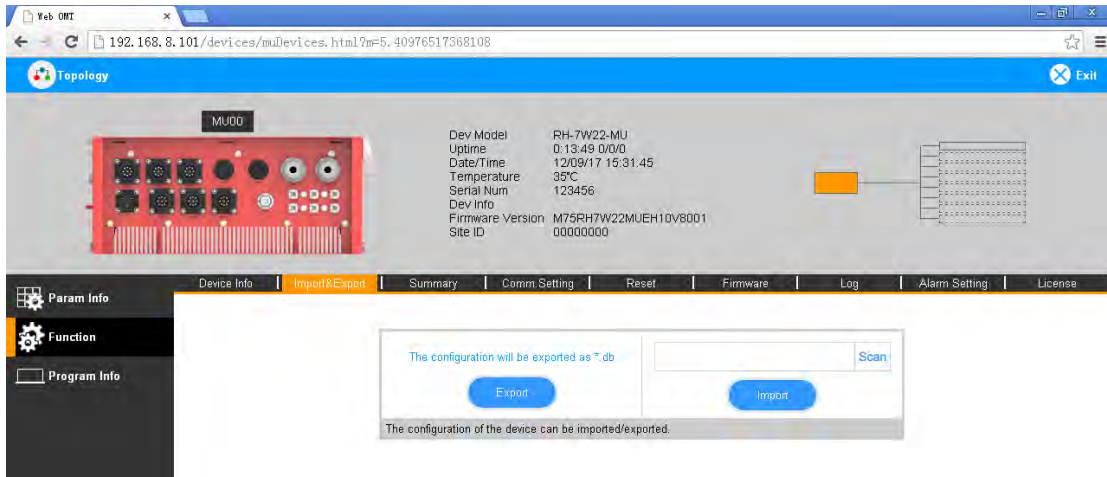 Web OMT
192.168.8.101/devices/muDevices.html?m=5.40976517368108
Topology
Exit
MU00
Dev Model RH-7W22-MU
Uptime 0:13:49 0/0/0
Date/Time 12/09/17 15:31:45
Temperature 35℃
Serial Num 123456
Dev Info
Firmware Version M75RH7W22MUEH10V8001
Site ID 00000000
Device Info Import&Export Summary Comm.Setting Reset Firmware Log Alarm Setting License
Param Info
Function
Program Info
The configuration will be exported as *.db
Scan
Export
Import
The configuration of the device can be imported/exported.